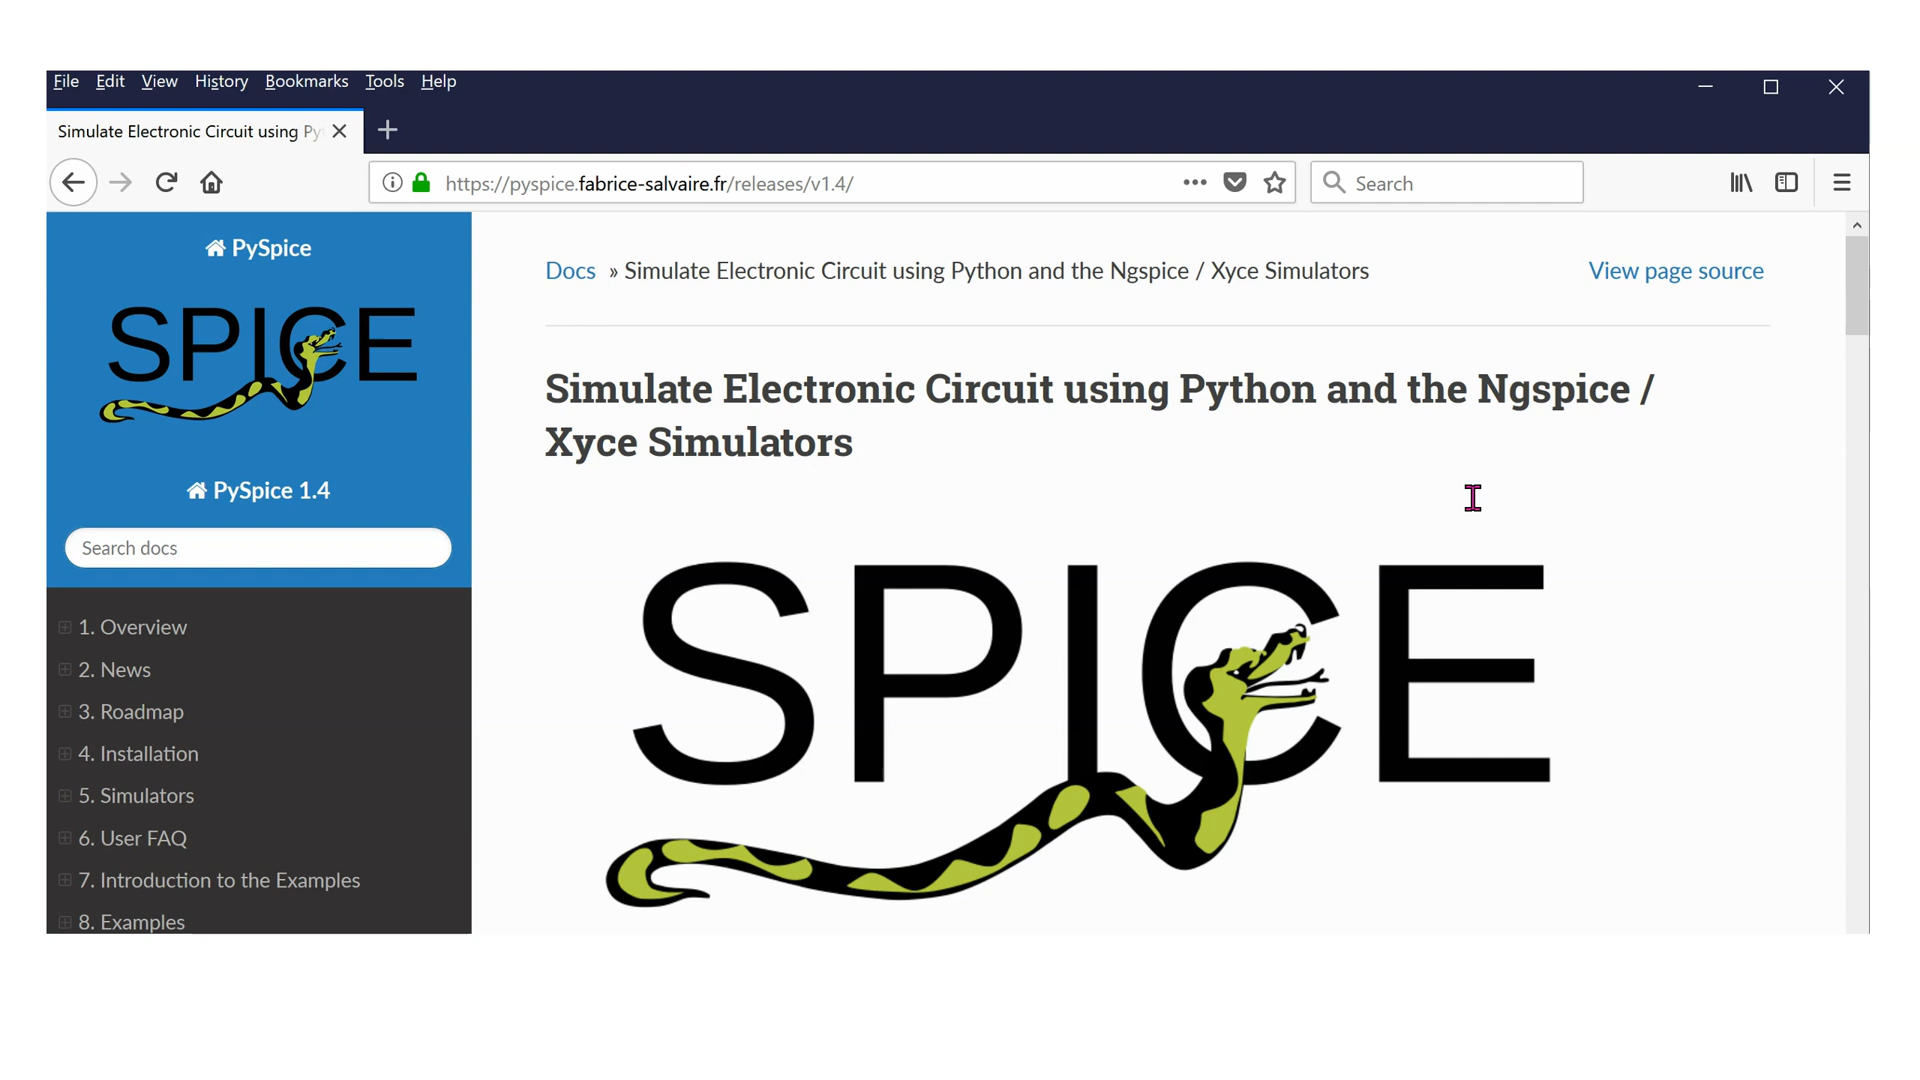 File Edit View History Bookmarks Tools Help
Simulate Electronic Circuit using Py
https://pyspice.fabrice-salvaire.fr/releases/v1.4/
Search
PySpice
SPICE
PySpice 1.4
Search docs
1. Overview
2. News
3. Roadmap
4. Installation
5. Simulators
6. User FAQ
7. Introduction to the Examples
8. Examples
Docs » Simulate Electronic Circuit using Python and the Ngspice / Xyce Simulators
View page source
Simulate Electronic Circuit using Python and the Ngspice /
Xyce Simulators
SPICE